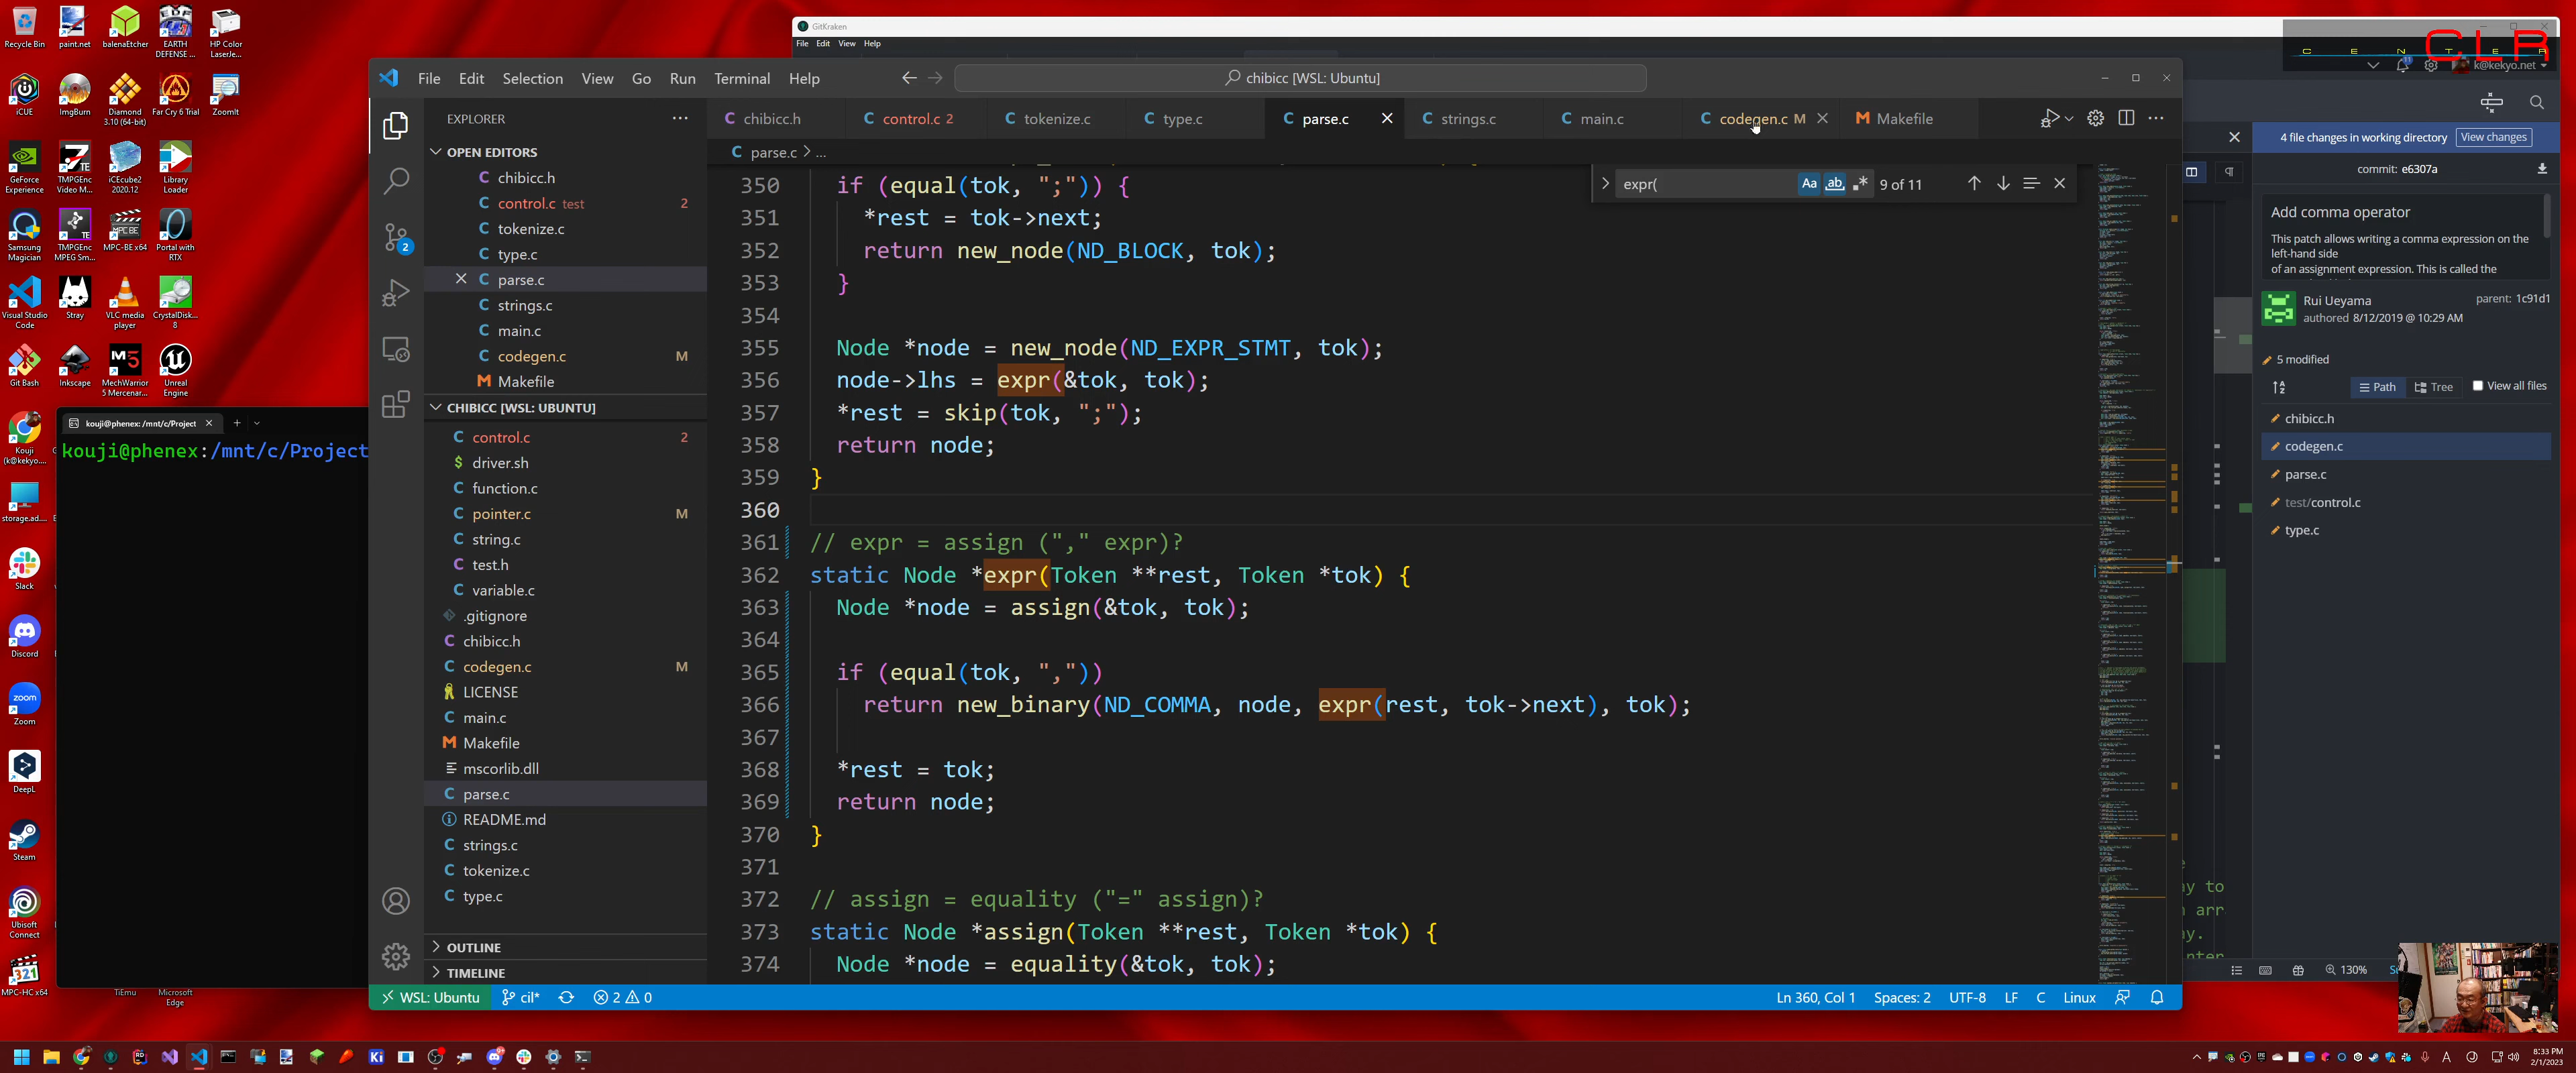 Recycle Bin
paint.net
balenaEtcher
EARTH DEFENSE ...
HP Color LaserJe...
iCUE
ImgBurn
Diamond 3.10 (64-bit)
Far Cry 6 Trial
ZoomIt
GeForce Experience
TMPGEnc Video M...
iCEcube2 2020.12
Library Loader
Samsung Magician
TMPGEnc MPEG Sm...
MPC-BE x64
Portal with RTX
Visual Studio Code
Stray
VLC media player
CrystalDisk... 8
Git Bash
Inkscape
MechWarrior 5 Mercenar...
Unreal Engine
Kouji (k@kekyo....
storage.ad....
Slack
Discord
Zoom
DeepL
Steam
Ubisoft Connect
MPC-HC x64
TiEmu
Microsoft Edge
kouji@phenex: /mnt/c/Project
kouji@phenex:/mnt/c/Project
GitKraken
File Edit View Help
C E N T E R
CLR
k@kekyo.net
File Edit Selection View Go Run Terminal Help
chibicc [WSL: Ubuntu]
EXPLORER
OPEN EDITORS
chibicc.h
control.c test 2
tokenize.c
type.c
parse.c
strings.c
main.c
codegen.c M
Makefile
CHIBICC [WSL: UBUNTU]
control.c 2
driver.sh
function.c
pointer.c M
string.c
test.h
variable.c
.gitignore
chibicc.h
codegen.c M
LICENSE
main.c
Makefile
mscorlib.dll
parse.c
README.md
strings.c
tokenize.c
type.c
OUTLINE
TIMELINE
chibicc.h control.c 2 tokenize.c type.c parse.c strings.c main.c codegen.c M Makefile
parse.c > ...
expr( Aa ab 9 of 11
350 if (equal(tok, ";")) {
351 *rest = tok->next;
352 return new_node(ND_BLOCK, tok);
353 }
354
355 Node *node = new_node(ND_EXPR_STMT, tok);
356 node->lhs = expr(&tok, tok);
357 *rest = skip(tok, ";");
358 return node;
359 }
360
361 // expr = assign ("," expr)?
362 static Node *expr(Token **rest, Token *tok) {
363 Node *node = assign(&tok, tok);
364
365 if (equal(tok, ","))
366 return new_binary(ND_COMMA, node, expr(rest, tok->next), tok);
367
368 *rest = tok;
369 return node;
370 }
371
372 // assign = equality ("=" assign)?
373 static Node *assign(Token **rest, Token *tok) {
374 Node *node = equality(&tok, tok);
WSL: Ubuntu cil* 2 0
Ln 360, Col 1 Spaces: 2 UTF-8 LF C Linux
4 file changes in working directory View changes
commit: e6307a
Add comma operator
This patch allows writing a comma expression on the
left-hand side
of an assignment expression. This is called the
Rui Ueyama
authored 8/12/2019 @ 10:29 AM
parent: 1c91d1
5 modified
Path Tree View all files
chibicc.h
codegen.c
parse.c
test/control.c
type.c
130%
8:33 PM
2/1/2023